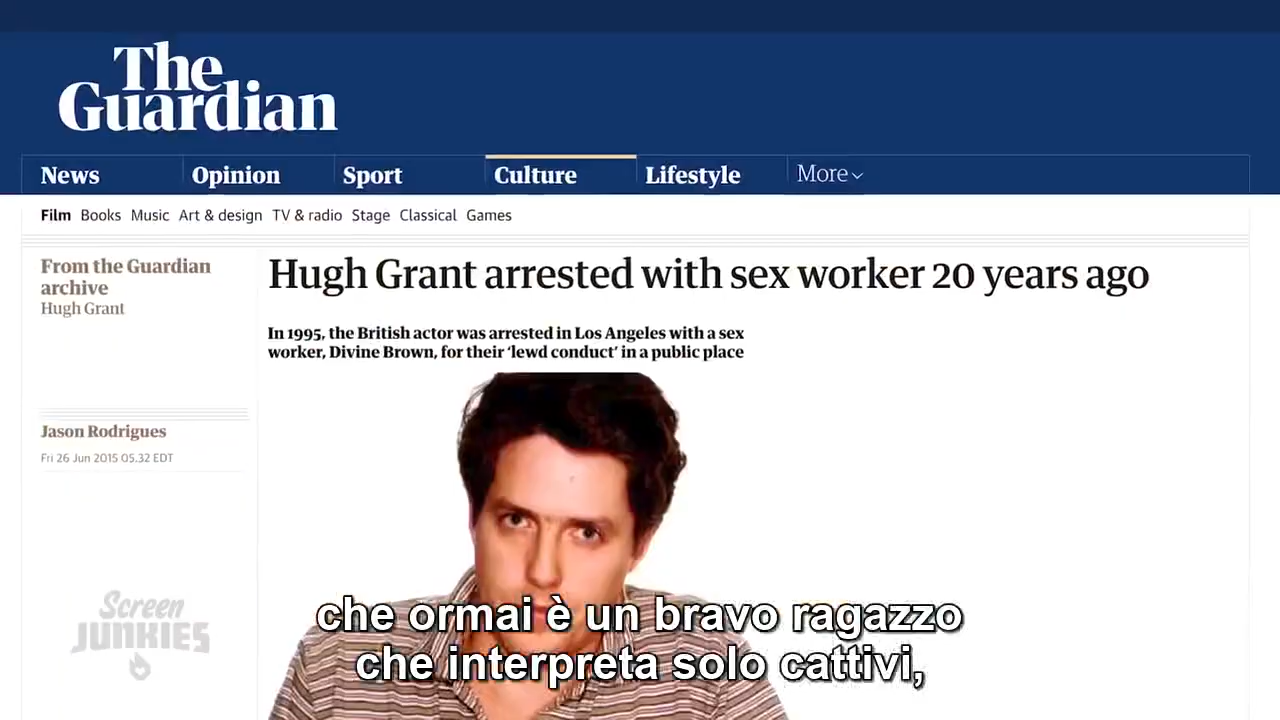 The
Guardian
News Opinion Sport Culture Lifestyle More
Film Books Music Art & design TV & radio Stage Classical Games
From the Guardian
archive
Hugh Grant
Hugh Grant arrested with sex worker 20 years ago
In 1995, the British actor was arrested in Los Angeles with a sex
worker, Divine Brown, for their ‘lewd conduct’ in a public place
Jason Rodrigues
Fri 26 Jun 2015 05.32 EDT
Screen
JUNKIES
che ormai è un bravo ragazzo
che interpreta solo cattivi,